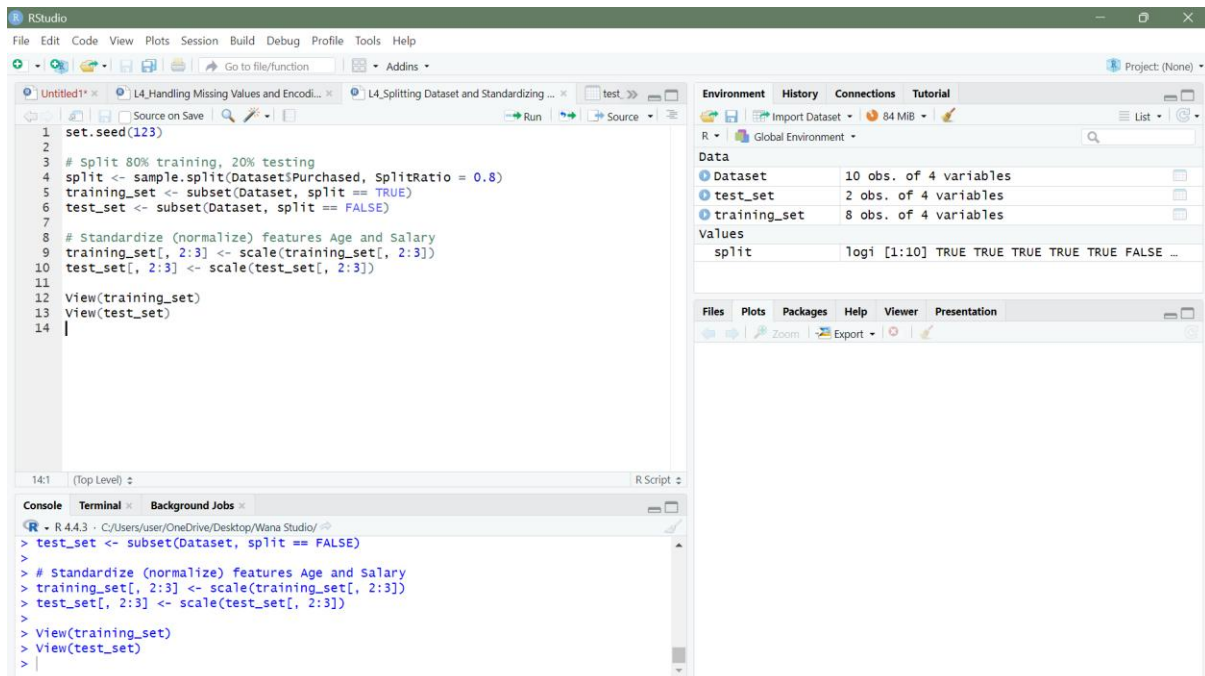 RStudio
File Edit Code View Plots Session Build Debug Profile Tools Help
Go to file/function
Addins
Project: (None)
Untitled1*
L4_Handling Missing Values and Encodi...
L4_Splitting Dataset and Standardizing ...
test_
Source on Save
Run
Source
1 set.seed(123)
2
3 # Split 80% training, 20% testing
4 split <- sample.split(Dataset$Purchased, SplitRatio = 0.8)
5 training_set <- subset(Dataset, split == TRUE)
6 test_set <- subset(Dataset, split == FALSE)
7
8 # Standardize (normalize) features Age and Salary
9 training_set[, 2:3] <- scale(training_set[, 2:3])
10 test_set[, 2:3] <- scale(test_set[, 2:3])
11
12 View(training_set)
13 View(test_set)
14
14:1 (Top Level) R Script
Console Terminal Background Jobs
R 4.4.3 · C:/Users/user/OneDrive/Desktop/Wana Studio/
> test_set <- subset(Dataset, split == FALSE)
>
> # Standardize (normalize) features Age and Salary
> training_set[, 2:3] <- scale(training_set[, 2:3])
> test_set[, 2:3] <- scale(test_set[, 2:3])
>
> View(training_set)
> View(test_set)
>
Environment History Connections Tutorial
Import Dataset 84 MiB List
R Global Environment
Data
Dataset 10 obs. of 4 variables
test_set 2 obs. of 4 variables
training_set 8 obs. of 4 variables
Values
split logi [1:10] TRUE TRUE TRUE TRUE TRUE FALSE …
Files Plots Packages Help Viewer Presentation
Zoom Export